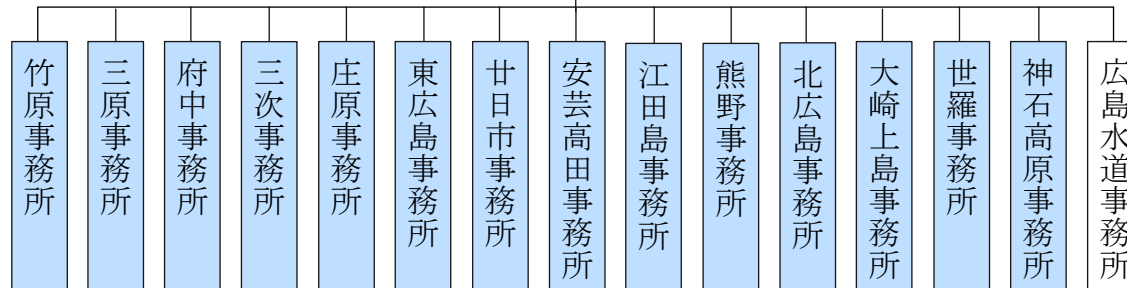 竹原事務所
三原事務所
府中事務所
三次事務所
庄原事務所
東広島事務所
廿日市事務所
安芸高田事務所
江田島事務所
熊野事務所
北広島事務所
大崎上島事務所
世羅事務所
神石高原事務所
広島水道事務所